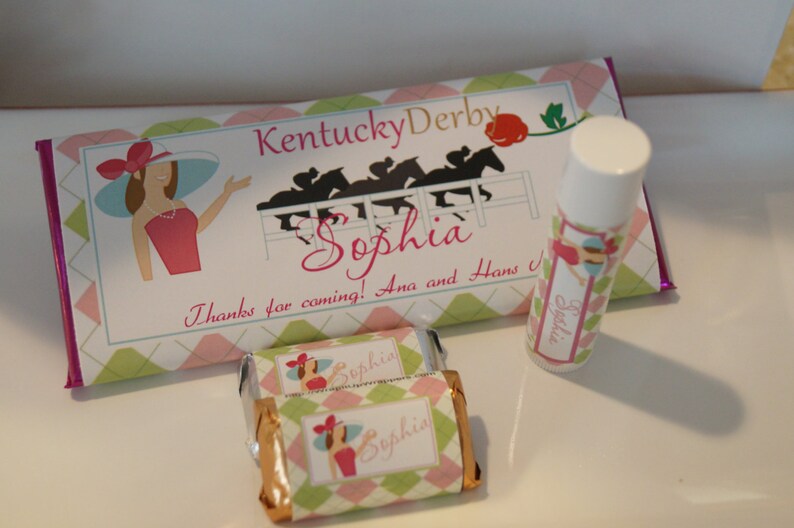 KentuckyDerby
Sophia
Thanks for coming! Ana and Hans
Sophia
Sophia
Sophia